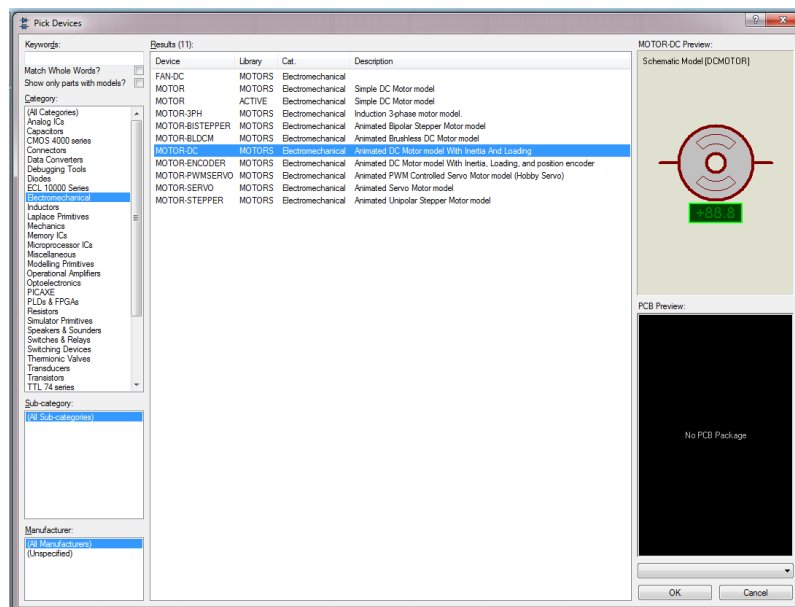 Pick Devices
Keywords:
Match Whole Words?
Show only parts with models?
Category:
(All Categories)
Analog ICs
Capacitors
CMOS 4000 series
Connectors
Data Converters
Debugging Tools
Diodes
ECL 10000 Series
Electromechanical
Inductors
Laplace Primitives
Mechanics
Memory ICs
Microprocessor ICs
Miscellaneous
Modelling Primitives
Operational Amplifiers
Optoelectronics
PICAXE
PLDs & FPGAs
Resistors
Simulator Primitives
Speakers & Sounders
Switches & Relays
Switching Devices
Thermionic Valves
Transducers
Transistors
TTL 74 series
Sub-category:
(All Sub-categories)
Manufacturer:
(All Manufacturers)
(Unspecified)
Results (11):
Device Library Cat. Description
FAN-DC MOTORS Electromechanical
MOTOR MOTORS Electromechanical Simple DC Motor model
MOTOR ACTIVE Electromechanical Simple DC Motor model
MOTOR-3PH MOTORS Electromechanical Induction 3-phase motor model.
MOTOR-BISTEPPER MOTORS Electromechanical Animated Bipolar Stepper Motor model
MOTOR-BLDCM MOTORS Electromechanical Animated Brushless DC Motor model
MOTOR-DC MOTORS Electromechanical Animated DC Motor model With Inertia And Loading
MOTOR-ENCODER MOTORS Electromechanical Animated DC Motor model With Inertia, Loading, and position encoder
MOTOR-PWMSERVO MOTORS Electromechanical Animated PWM Controlled Servo Motor model (Hobby Servo)
MOTOR-SERVO MOTORS Electromechanical Animated Servo Motor model
MOTOR-STEPPER MOTORS Electromechanical Animated Unipolar Stepper Motor model
MOTOR-DC Preview:
Schematic Model [DCMOTOR]
+88.8
PCB Preview:
No PCB Package
OK Cancel